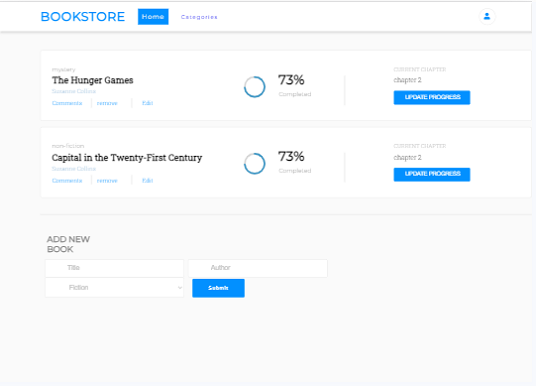 BOOKSTORE Home Categories
mystery
The Hunger Games
Suzanne Collins
Comments remove Edit
73%
Completed
CURRENT CHAPTER
chapter 2
UPDATE PROGRESS
non-fiction
Capital in the Twenty-First Century
Suzanne Collins
Comments remove Edit
73%
Completed
CURRENT CHAPTER
chapter 2
UPDATE PROGRESS
ADD NEW
BOOK
Title Author
Fiction Submit